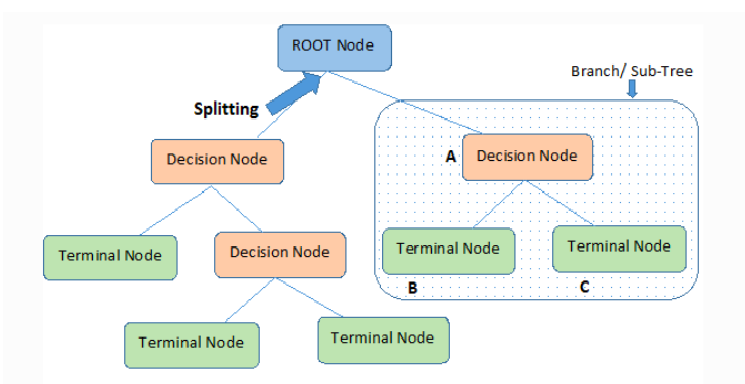 ROOT Node
Branch/ Sub-Tree
Splitting
Decision Node
A
Decision Node
Terminal Node
Decision Node
Terminal Node
Terminal Node
B
C
Terminal Node
Terminal Node